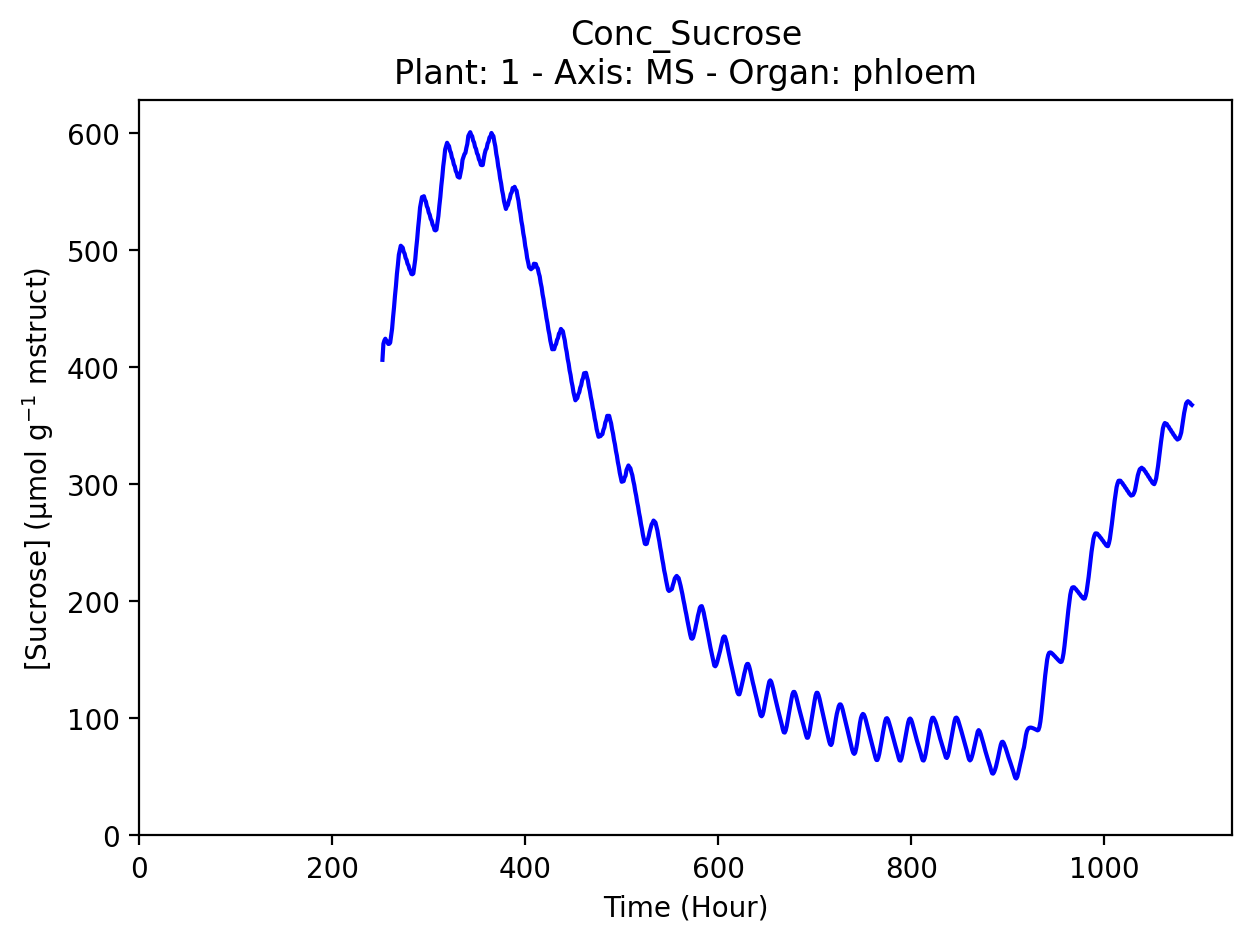 Conc_Sucrose
Plant: 1 - Axis: MS - Organ: phloem
600
500
400
300
200
100
0
[Sucrose] (µmol g⁻¹ mstruct)
0 200 400 600 800 1000
Time (Hour)